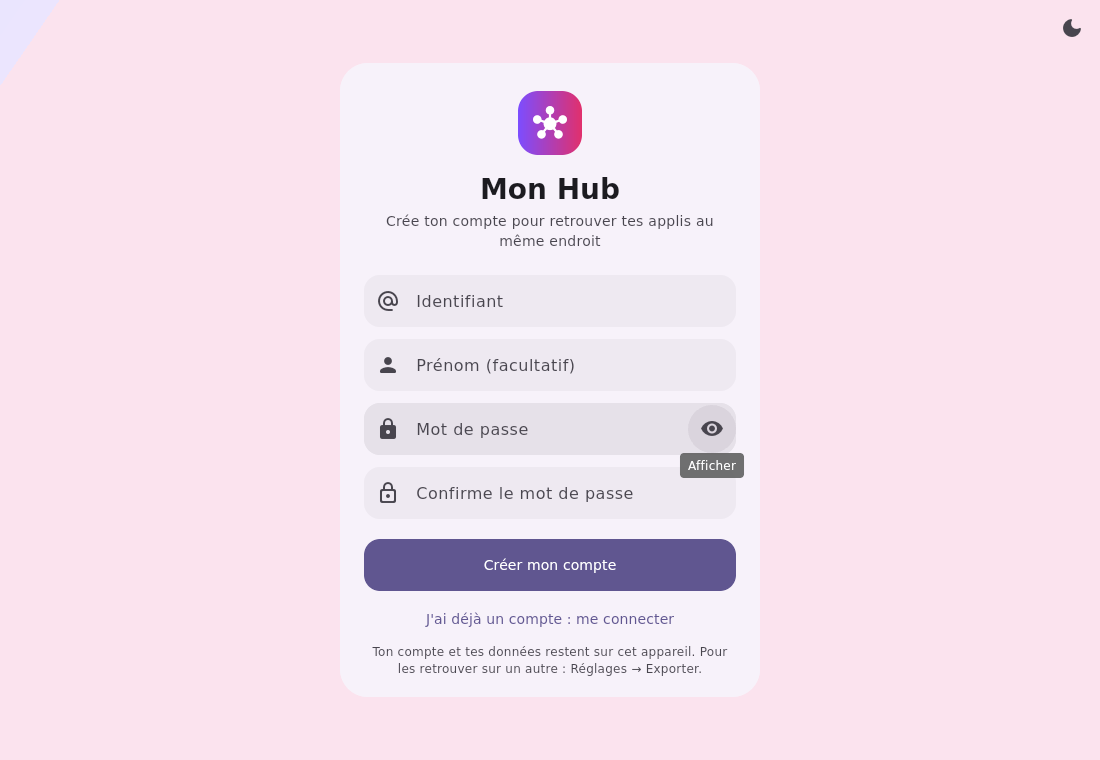 Mon Hub
Crée ton compte pour retrouver tes applis au
même endroit
Identifiant
Prénom (facultatif)
Mot de passe
Afficher
Confirme le mot de passe
Créer mon compte
J'ai déjà un compte : me connecter
Ton compte et tes données restent sur cet appareil. Pour
les retrouver sur un autre : Réglages → Exporter.